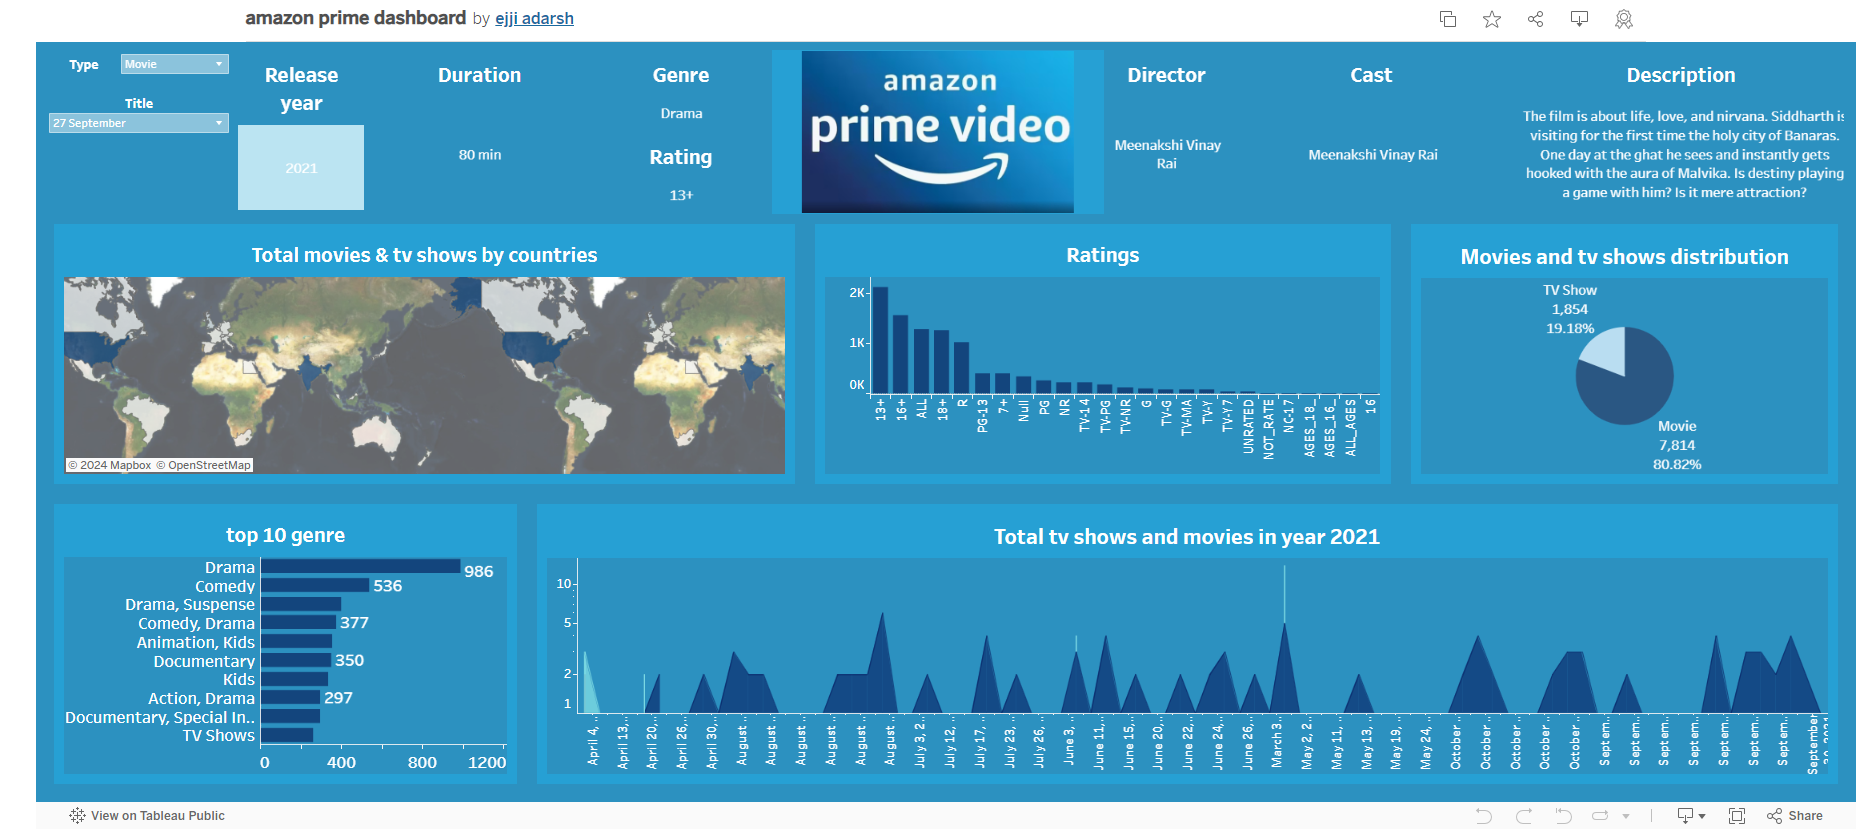 amazon prime dashboard by ejji adarsh
Type
Movie
Title
27 September
Release
year
2021
Duration
80 min
Genre
Drama
Rating
13+
amazon
prime video
Director
Meenakshi Vinay
Rai
Cast
Meenakshi Vinay Rai
Description
The film is about life, love, and nirvana. Siddharth is
visiting for the first time the holy city of Banaras.
One day at the ghat he sees and instantly gets
hooked with the aura of Malvika. Is destiny playing
a game with him? Is it mere attraction?
Total movies & tv shows by countries
© 2024 Mapbox © OpenStreetMap
Ratings
2K
1K
0K
13+
16+
ALL
18+
R
PG-13
7+
Null
PG
NR
TV-14
TV-PG
TV-NR
G
TV-G
TV-MA
TV-Y
TV-Y7
UNRATED
NOT_RATE
NC-17
AGES_18_
AGES_16_
ALL_AGES
16
Movies and tv shows distribution
TV Show
1,854
19.18%
Movie
7,814
80.82%
top 10 genre
Drama
986
Comedy
536
Drama, Suspense
Comedy, Drama
377
Animation, Kids
Documentary
350
Kids
Action, Drama
297
Documentary, Special In..
TV Shows
0
400
800
1200
Total tv shows and movies in year 2021
10
5
2
1
April 4,..
April 13,..
April 20,..
April 26,..
April 30,..
August ..
August ..
August ..
August ..
August ..
August ..
July 3, 2..
July 12, ..
July 17, ..
July 23, ..
July 26, ..
June 3, ..
June 11,..
June 15,..
June 20, ..
June 22, ..
June 24, ..
June 26, ..
March 3..
May 2, 2..
May 11, ..
May 13, ..
May 19, ..
May 24, ..
October ..
October ..
October ..
October ..
October ..
Septem..
Septem..
Septem..
Septem..
Septem..
Septem..
Septem..
September
View on Tableau Public
Share